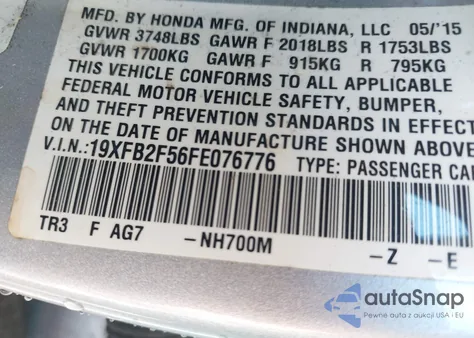 MFD. BY HONDA MFG. OF INDIANA, LLC 05/'15
GVWR 3748LBS GAWR F 2018LBS R 1753LBS
GVWR 1700KG GAWR F 915KG R 795KG
THIS VEHICLE CONFORMS TO ALL APPLICABLE
FEDERAL MOTOR VEHICLE SAFETY, BUMPER,
AND THEFT PREVENTION STANDARDS IN EFFECT
ON THE DATE OF MANUFACTURE SHOWN ABOVE
V.I.N.:19XFB2F56FE076776 TYPE: PASSENGER CAR
TR3 F AG7 -NH700M -Z -E
autoSnap
Pewne auta z USA i EU